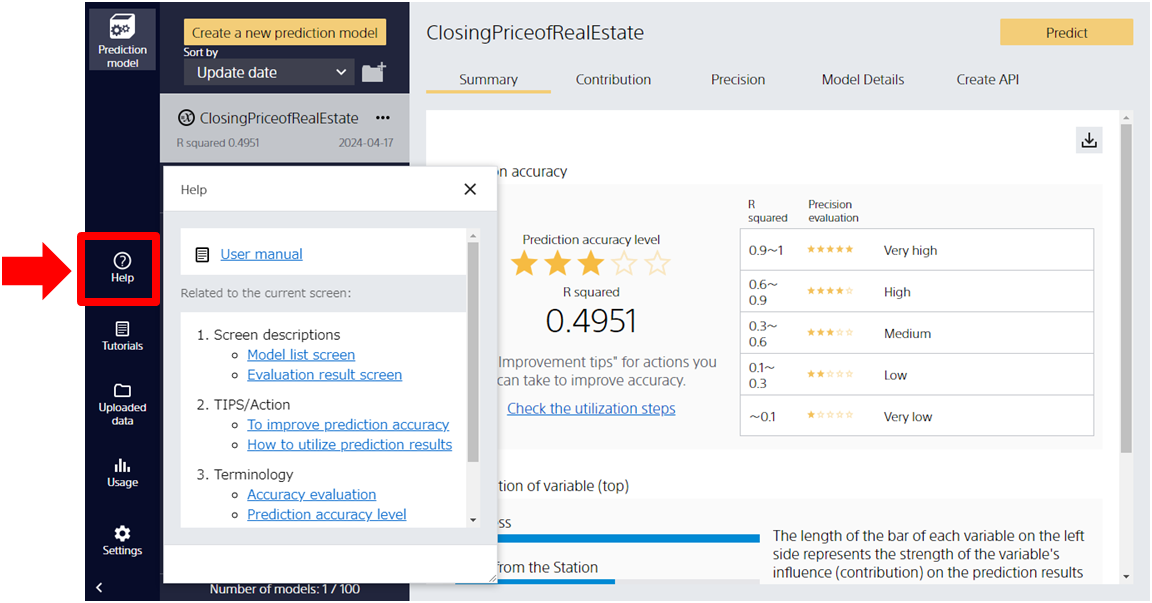 Prediction
model
Help
Tutorials
Uploaded
data
Usage
Settings
Create a new prediction model
Sort by
Update date
ClosingPriceofRealEstate
R squared 0.4951
2024-04-17
Help
User manual
Related to the current screen:
1. Screen descriptions
Model list screen
Evaluation result screen
2. TIPS/Action
To improve prediction accuracy
How to utilize prediction results
3. Terminology
Accuracy evaluation
Prediction accuracy level
Number of models: 1 / 100
ClosingPriceofRealEstate
Predict
Summary
Contribution
Precision
Model Details
Create API
n accuracy
Prediction accuracy level
R squared
0.4951
Improvement tips" for actions you
can take to improve accuracy.
Check the utilization steps
R
squared
Precision
evaluation
0.9～1
Very high
0.6～
0.9
High
0.3～
0.6
Medium
0.1～
0.3
Low
～0.1
Very low
tion of variable (top)
ss
from the Station
The length of the bar of each variable on the left
side represents the strength of the variable's
influence (contribution) on the prediction results